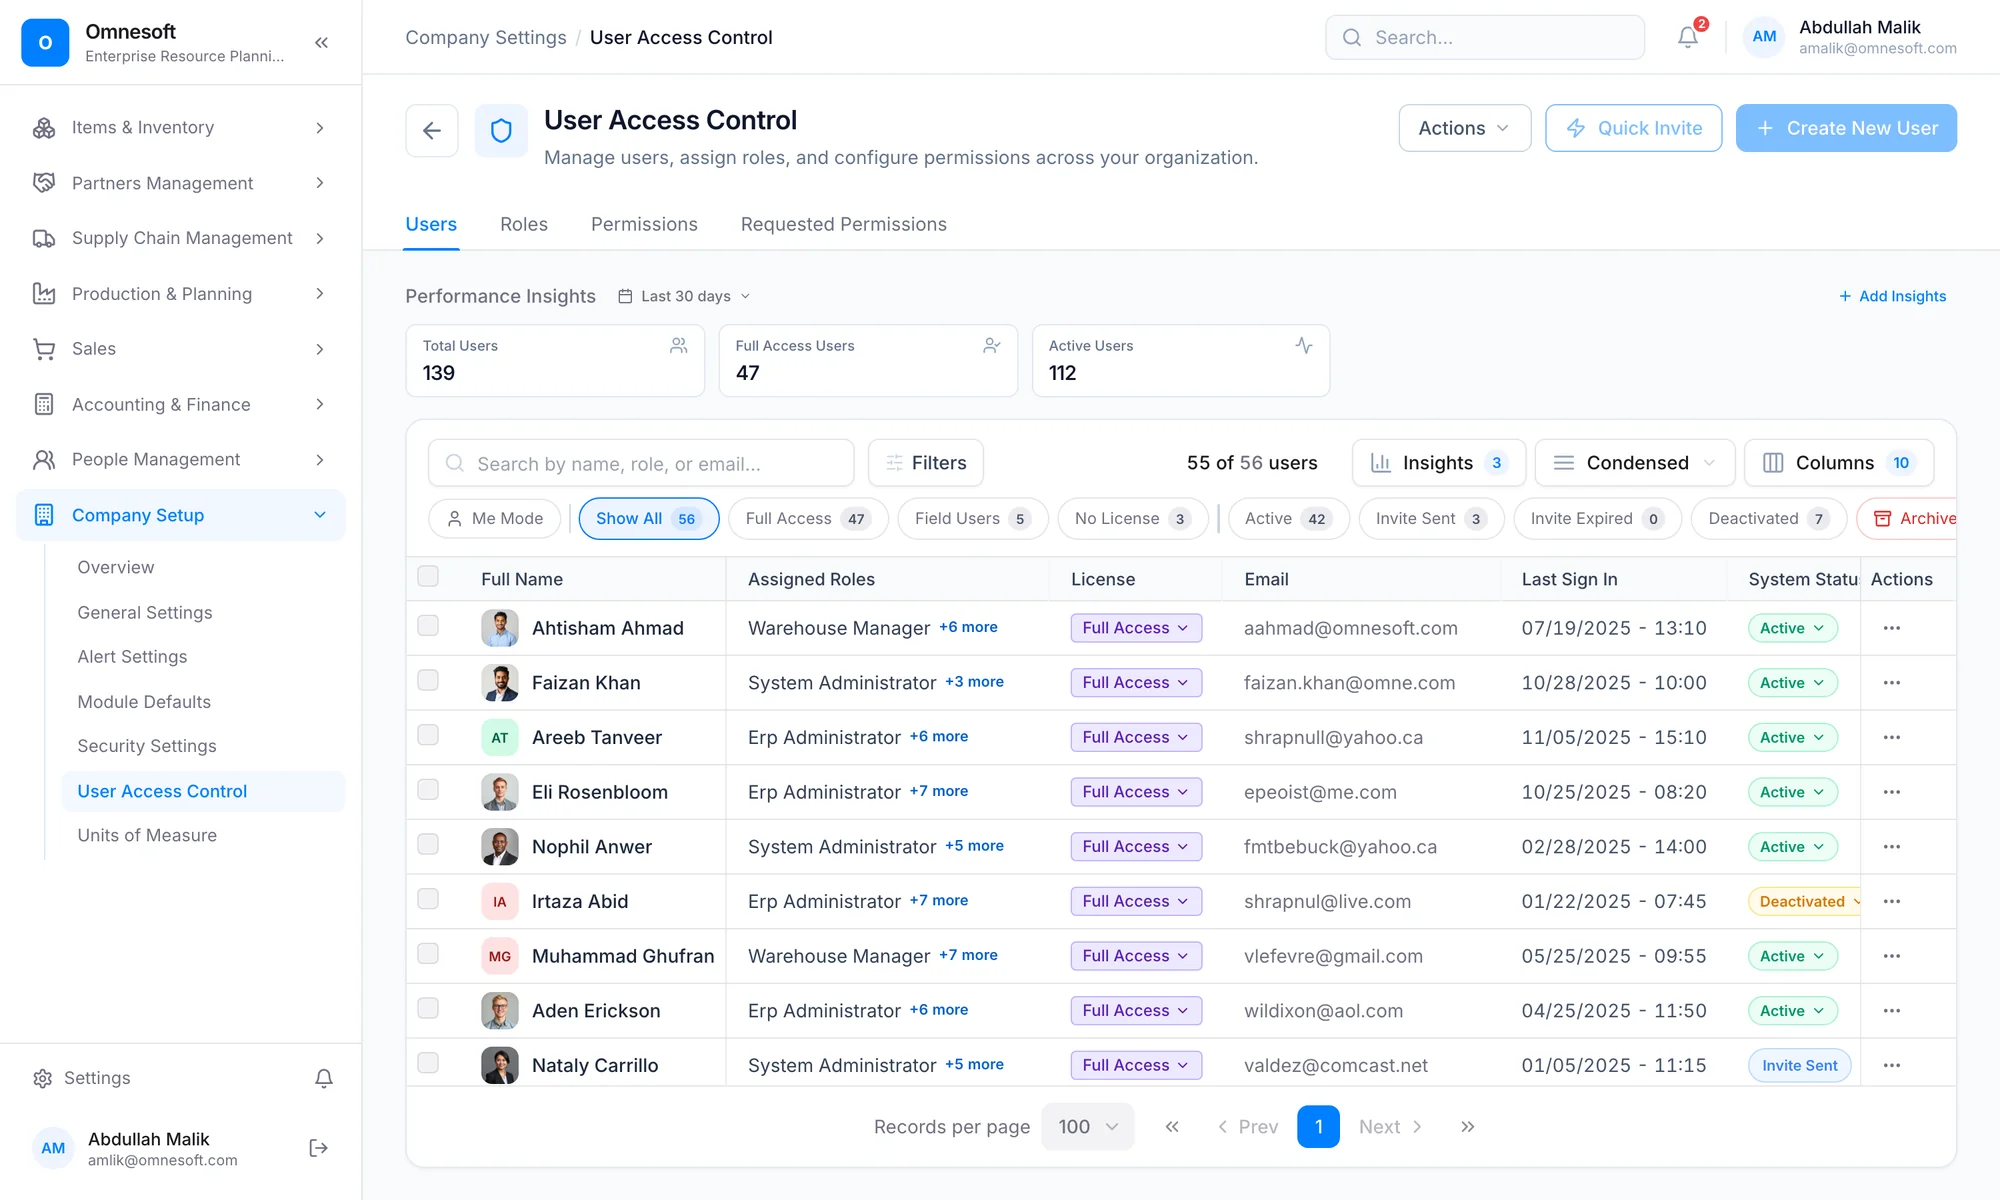 O
Omnesoft
Enterprise Resource Planni...
Items & Inventory
Partners Management
Supply Chain Management
Production & Planning
Sales
Accounting & Finance
People Management
Company Setup
Overview
General Settings
Alert Settings
Module Defaults
Security Settings
User Access Control
Units of Measure
Settings
AM
Abdullah Malik
amlik@omnesoft.com
Company Settings / User Access Control
Search...
2
AM
Abdullah Malik
amalik@omnesoft.com
User Access Control
Manage users, assign roles, and configure permissions across your organization.
Actions
Quick Invite
+ Create New User
Users Roles Permissions Requested Permissions
Performance Insights Last 30 days
+ Add Insights
Total Users
139
Full Access Users
47
Active Users
112
Search by name, role, or email...
Filters
55 of 56 users
Insights 3
Condensed
Columns 10
Me Mode
Show All 56
Full Access 47
Field Users 5
No License 3
Active 42
Invite Sent 3
Invite Expired 0
Deactivated 7
Archive
Full Name Assigned Roles License Email Last Sign In System Statu Actions
Ahtisham Ahmad Warehouse Manager +6 more Full Access aahmad@omnesoft.com 07/19/2025 - 13:10 Active ...
Faizan Khan System Administrator +3 more Full Access faizan.khan@omne.com 10/28/2025 - 10:00 Active ...
AT Areeb Tanveer Erp Administrator +6 more Full Access shrapnull@yahoo.ca 11/05/2025 - 15:10 Active ...
Eli Rosenbloom Erp Administrator +7 more Full Access epeoist@me.com 10/25/2025 - 08:20 Active ...
Nophil Anwer System Administrator +5 more Full Access fmtbebuck@yahoo.ca 02/28/2025 - 14:00 Active ...
IA Irtaza Abid Erp Administrator +7 more Full Access shrapnul@live.com 01/22/2025 - 07:45 Deactivated ...
MG Muhammad Ghufran Warehouse Manager +7 more Full Access vlefevre@gmail.com 05/25/2025 - 09:55 Active ...
Aden Erickson Erp Administrator +6 more Full Access wildixon@aol.com 04/25/2025 - 11:50 Active ...
Nataly Carrillo System Administrator +5 more Full Access valdez@comcast.net 01/05/2025 - 11:15 Invite Sent ...
Records per page 100 « < Prev 1 Next > »